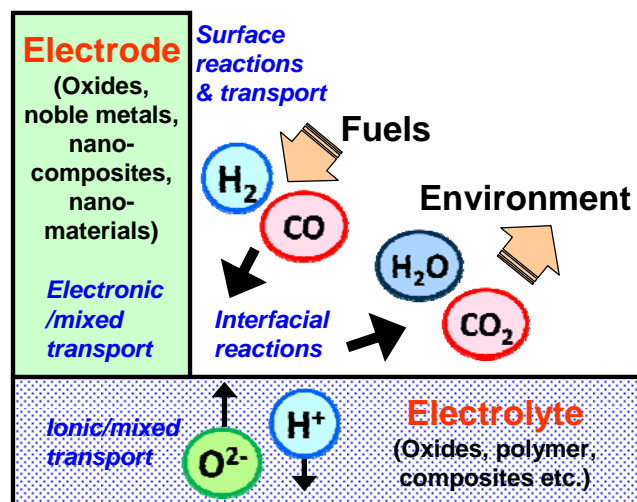 Electrode
(Oxides,
noble metals,
nano-
composites,
nano-
materials)
Electronic
/mixed
transport
Surface
reactions
& transport
Fuels
H₂
CO
Environment
H₂O
CO₂
Interfacial
reactions
Ionic/mixed
transport
O²⁻
H⁺
Electrolyte
(Oxides, polymer,
composites etc.)